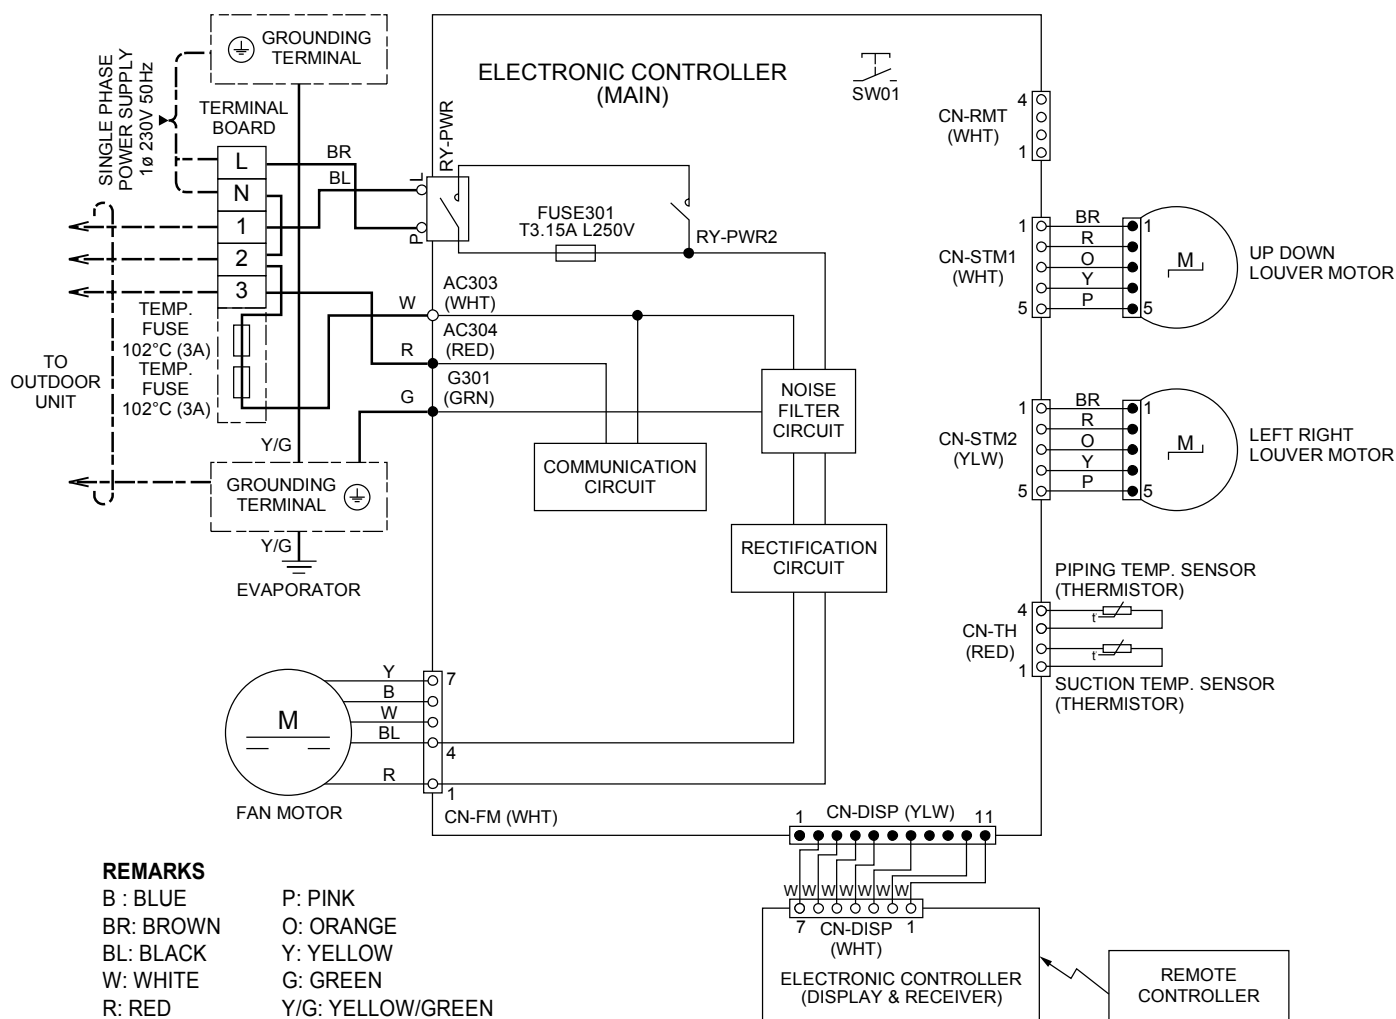 GROUNDING
TERMINAL
SINGLE PHASE
POWER SUPPLY
1ø 230V 50Hz
TERMINAL
BOARD
L
N
1
2
3
BR
BL
ELECTRONIC CONTROLLER
(MAIN)
SW01
RY-PWR
L
P
FUSE301
T3.15A L250V
RY-PWR2
TEMP.
FUSE
102°C (3A)
TEMP.
FUSE
102°C (3A)
TO
OUTDOOR
UNIT
W
AC303
(WHT)
R
AC304
(RED)
G
G301
(GRN)
NOISE
FILTER
CIRCUIT
COMMUNICATION
CIRCUIT
RECTIFICATION
CIRCUIT
Y/G
GROUNDING
TERMINAL
Y/G
EVAPORATOR
CN-RMT
(WHT)
4
1
CN-STM1
(WHT)
1
5
BR
R
O
Y
P
1
5
M
UP DOWN
LOUVER MOTOR
CN-STM2
(YLW)
1
5
BR
R
O
Y
P
1
5
M
LEFT RIGHT
LOUVER MOTOR
PIPING TEMP. SENSOR
(THERMISTOR)
4
t°
CN-TH
(RED)
t°
1
SUCTION TEMP. SENSOR
(THERMISTOR)
M
FAN MOTOR
Y
B
W
BL
R
7
4
1
CN-FM (WHT)
1 CN-DISP (YLW) 11
W W W W W W W
7 CN-DISP 1
(WHT)
ELECTRONIC CONTROLLER
(DISPLAY & RECEIVER)
REMOTE
CONTROLLER
REMARKS
B : BLUE P: PINK
BR: BROWN O: ORANGE
BL: BLACK Y: YELLOW
W: WHITE G: GREEN
R: RED Y/G: YELLOW/GREEN